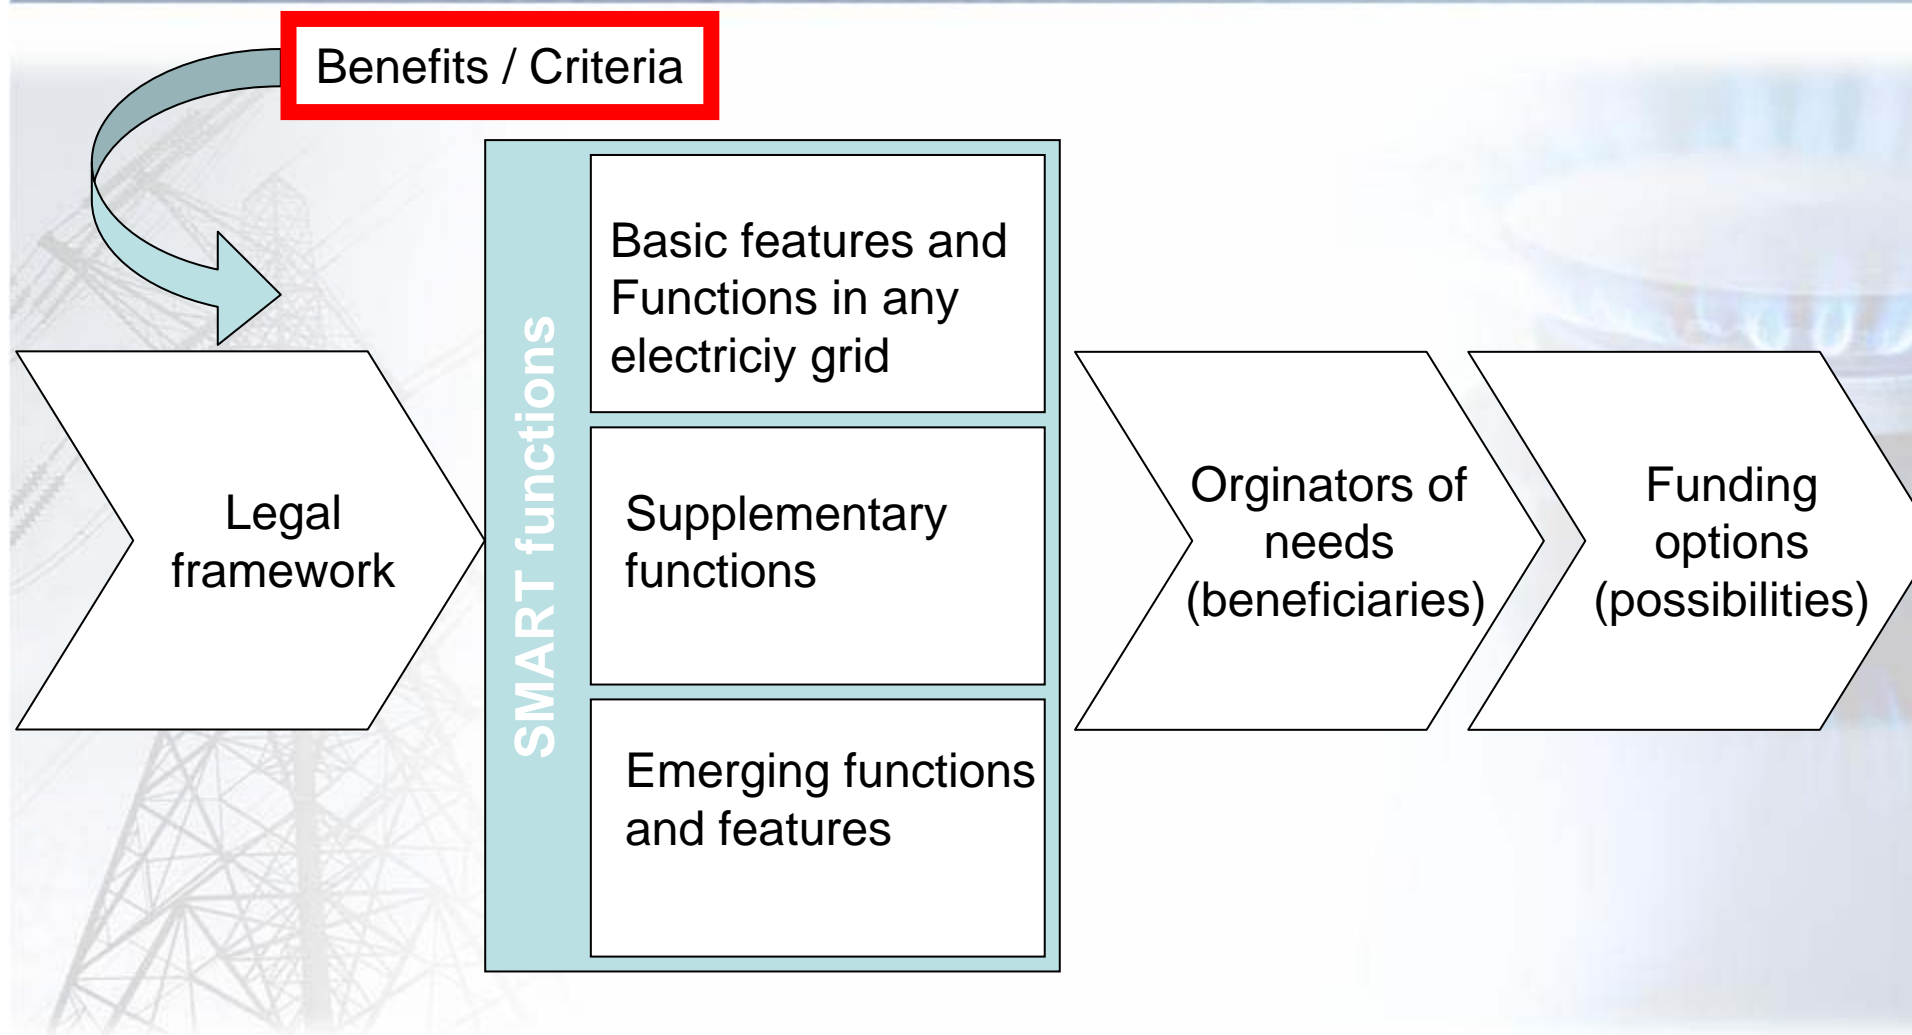 Benefits / Criteria
Legal
framework
SMART functions
Basic features and
Functions in any
electriciy grid
Supplementary
functions
Emerging functions
and features
Orginators of
needs
(beneficiaries)
Funding
options
(possibilities)